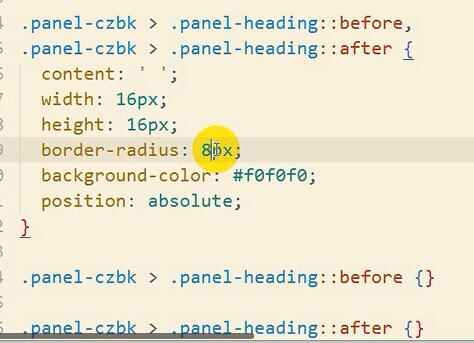 .panel-czbk > .panel-heading::before,
.panel-czbk > .panel-heading::after {
content: ' ';
width: 16px;
height: 16px;
border-radius: 8px;
background-color: #f0f0f0;
position: absolute;
}
.panel-czbk > .panel-heading::before {}
.panel-czbk > .panel-heading::after {}